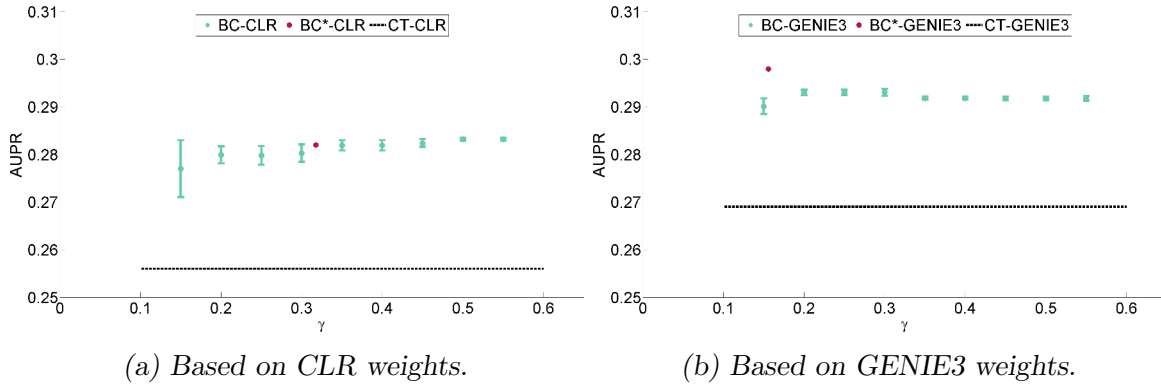 0.31
BC-CLR BC*-CLR CT-CLR
0.3
0.29
0.28
0.27
0.26
0.25
AUPR
0 0.1 0.2 0.3 0.4 0.5 0.6
γ
(a) Based on CLR weights.
0.31
BC-GENIE3 BC*-GENIE3 CT-GENIE3
0.3
0.29
0.28
0.27
0.26
0.25
AUPR
0 0.1 0.2 0.3 0.4 0.5 0.6
γ
(b) Based on GENIE3 weights.